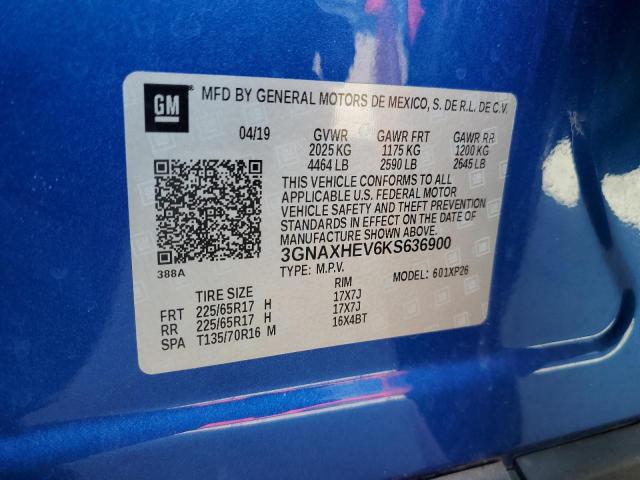 GM MFD BY GENERAL MOTORS DE MEXICO, S. DE R.L. DE C.V.
04/19 GVWR GAWR FRT GAWR RR
2025 KG 1175 KG 1200 KG
4464 LB 2590 LB 2645 LB
THIS VEHICLE CONFORMS TO ALL
APPLICABLE U.S. FEDERAL MOTOR
VEHICLE SAFETY AND THEFT PREVENTION
STANDARDS IN EFFECT ON THE DATE OF
MANUFACTURE SHOWN ABOVE.
3GNAXHEV6KS636900
388A TYPE: M.P.V. MODEL: 601XP26
TIRE SIZE RIM
FRT 225/65R17 H 17X7J
RR 225/65R17 H 17X7J
SPA T135/70R16 M 16X4BT